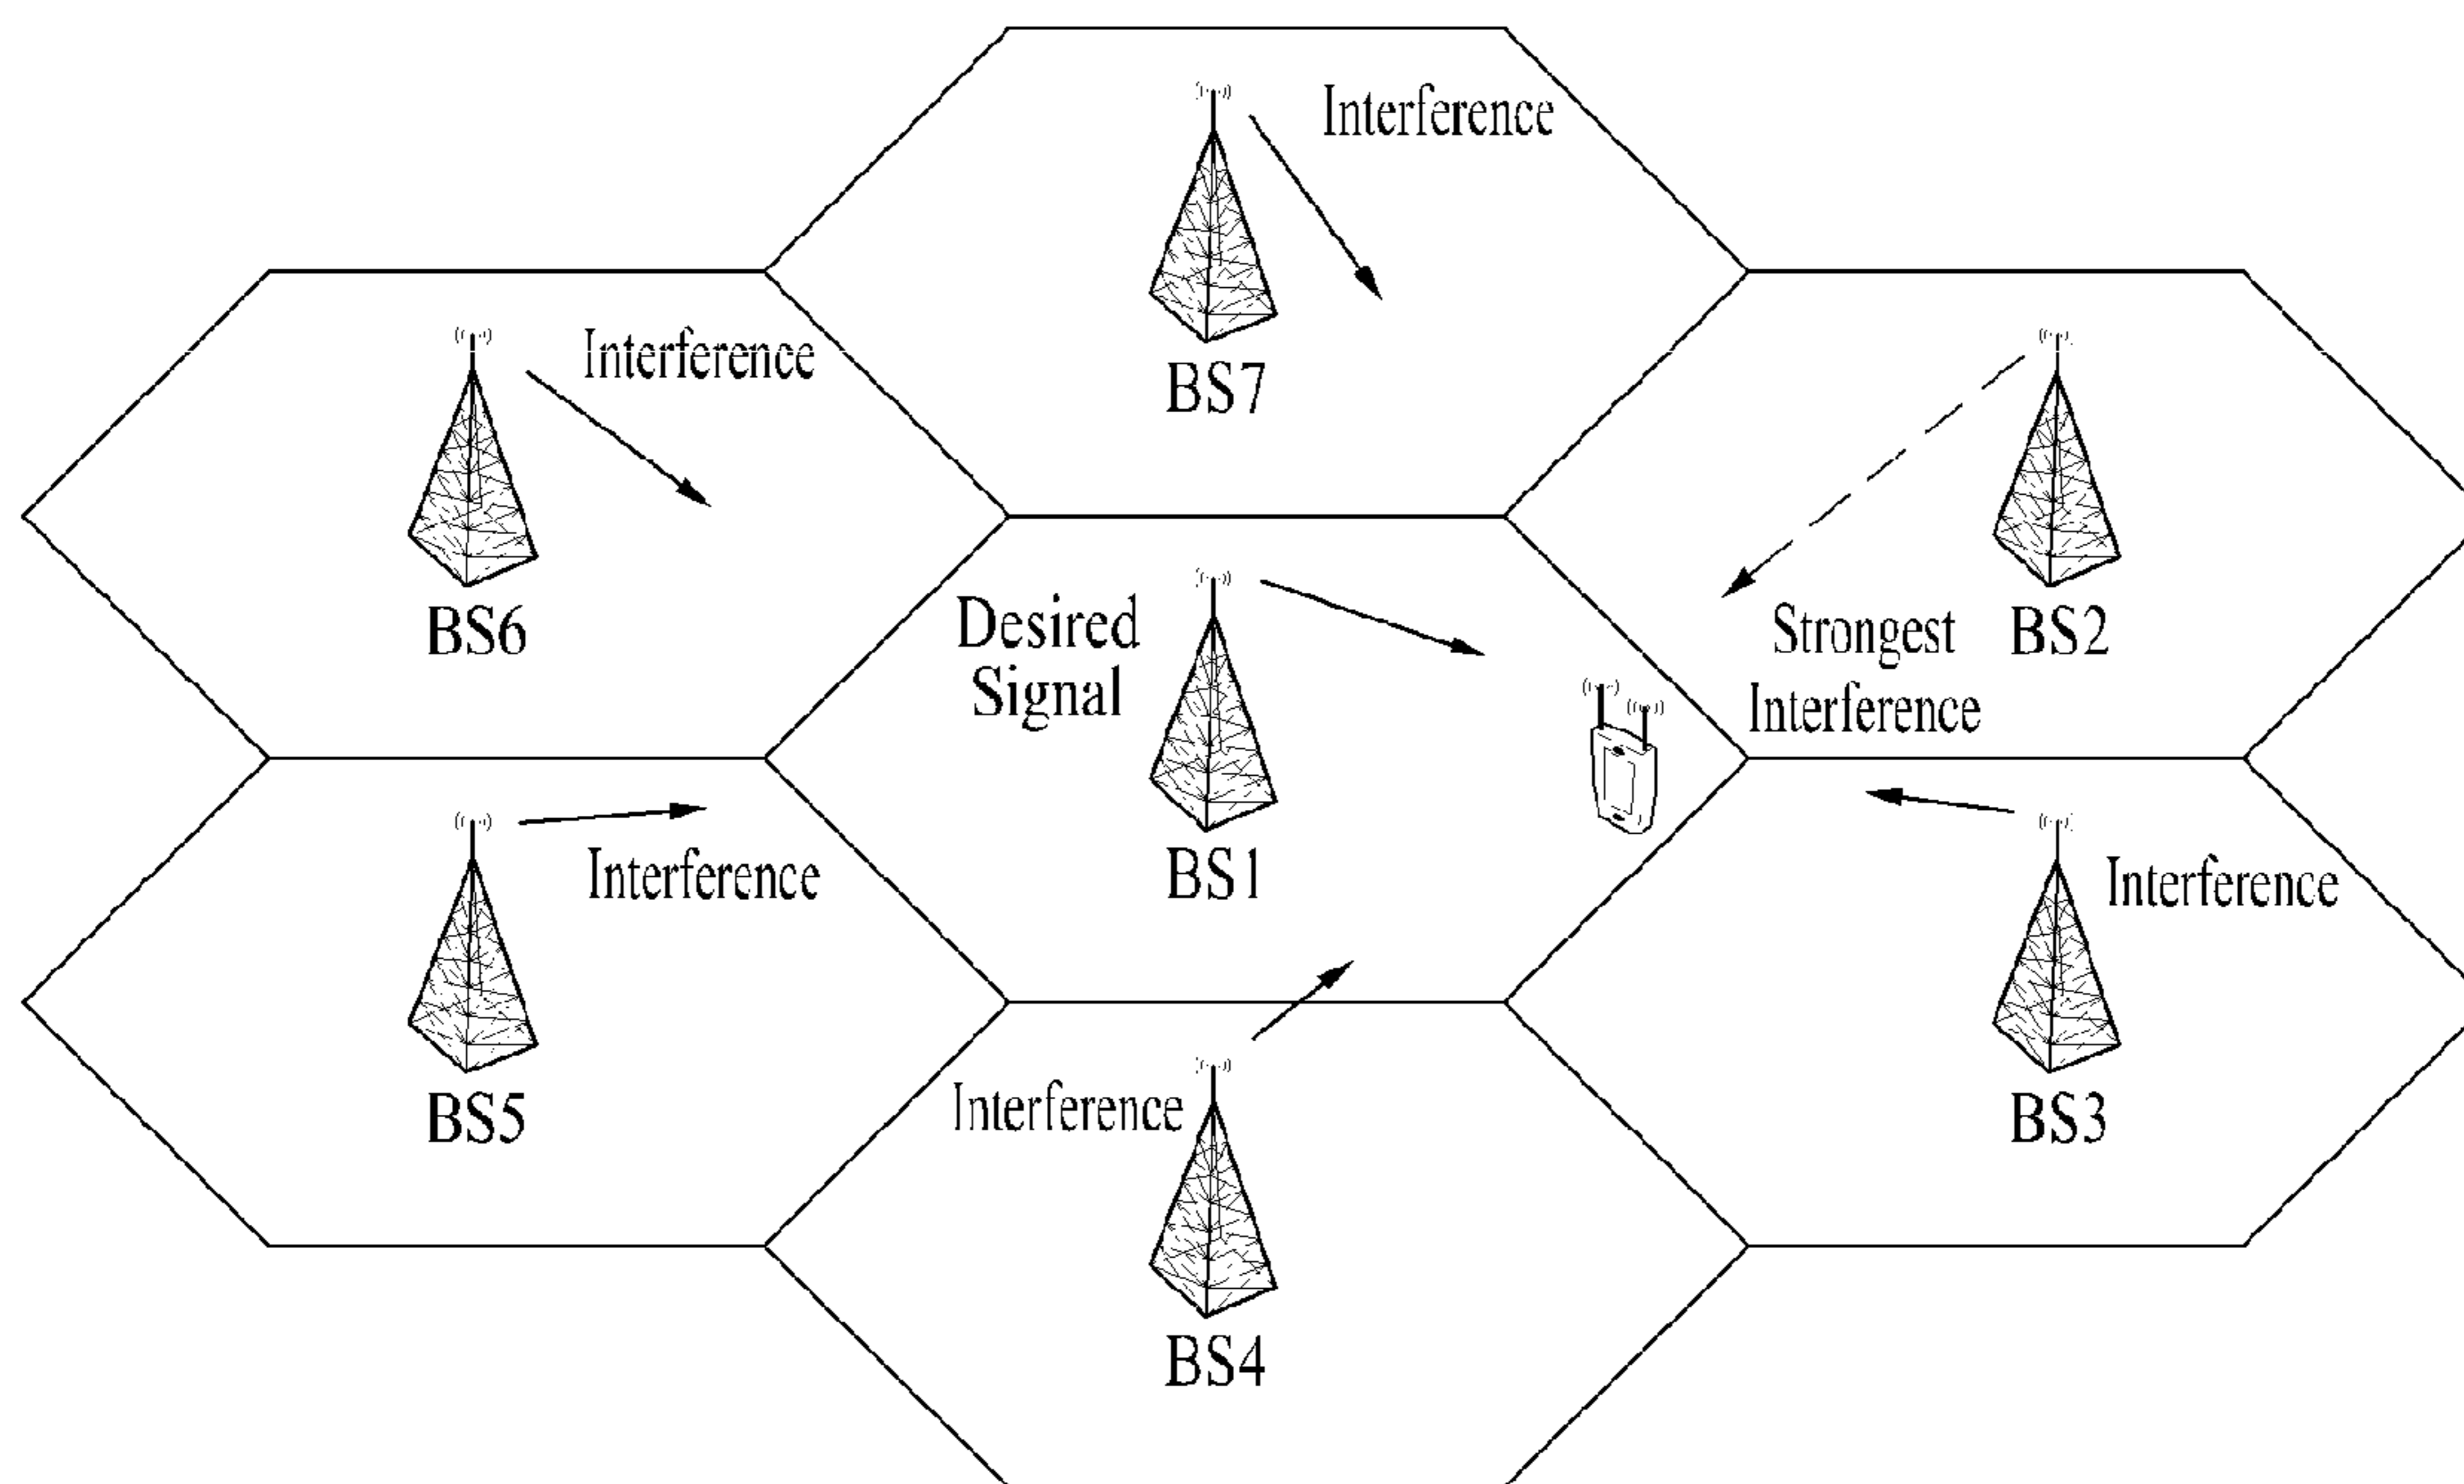 Interference
BS7
Interference
BS6
Strongest
Interference
BS2
Desired
Signal
BS1
Interference
BS5
Interference
BS3
Interference
BS4